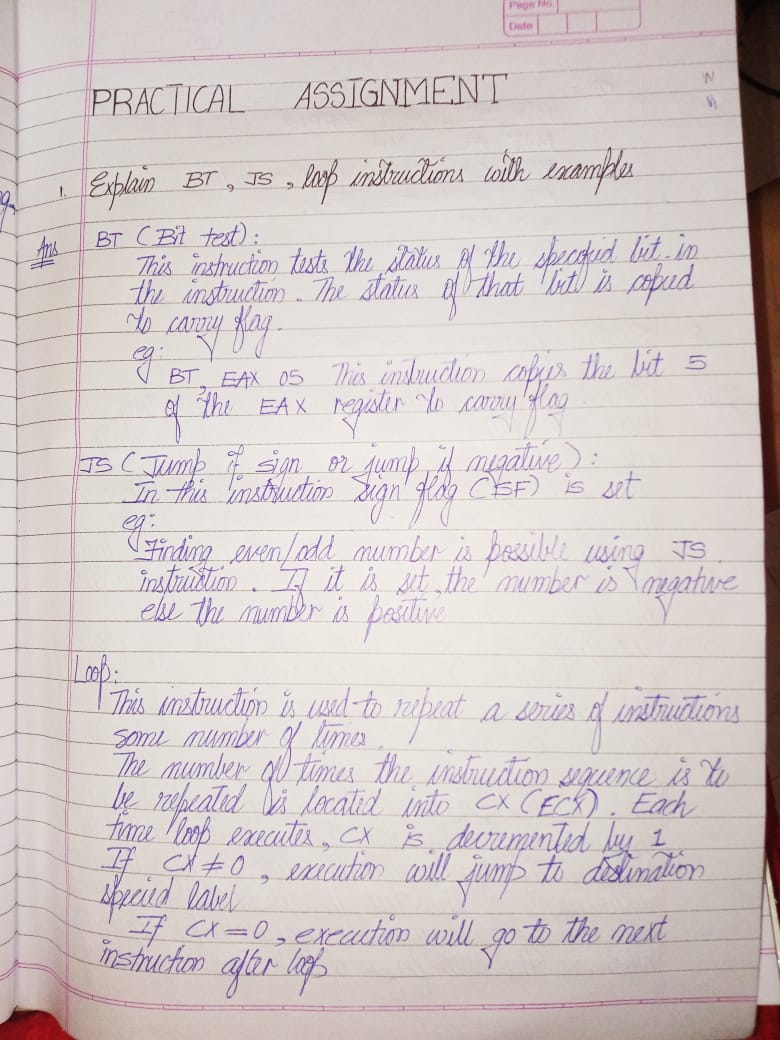 Page No.
Date
PRACTICAL ASSIGNMENT
1. Explain BT, JS, loop instructions with examples
Ans BT (Bit test):
This instruction tests the status of the specified bit in
the instruction. The status of that bit is copied
to carry flag.
eg:
BT, EAX 05 This instruction copies the bit 5
of the EAX register to carry flag
JS (Jump if sign or jump if negative):
In this instruction sign flag (SF) is set
eg:
Finding even/odd number is possible using JS
instruction. If it is set, the number is negative
else the number is positive
Loop:
This instruction is used to repeat a series of instructions
some number of times.
The number of times the instruction sequence is to
be repeated is located into CX (ECX). Each
time loop executes, CX is decremented by 1
If CX ≠ 0, execution will jump to destination
specied label
If CX = 0, execution will go to the next
instruction after loop